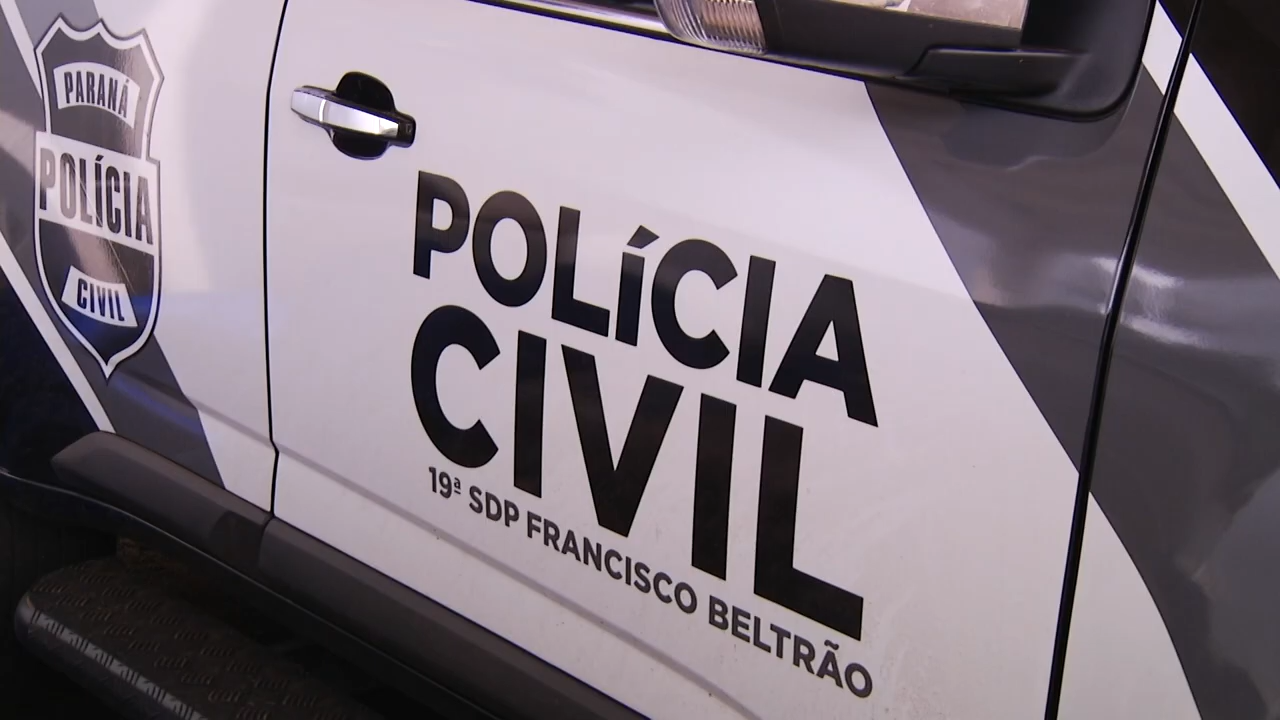 PARANÁ
POLÍCIA
CIVIL
POLÍCIA
CIVIL
19ª SDP FRANCISCO BELTRÃO